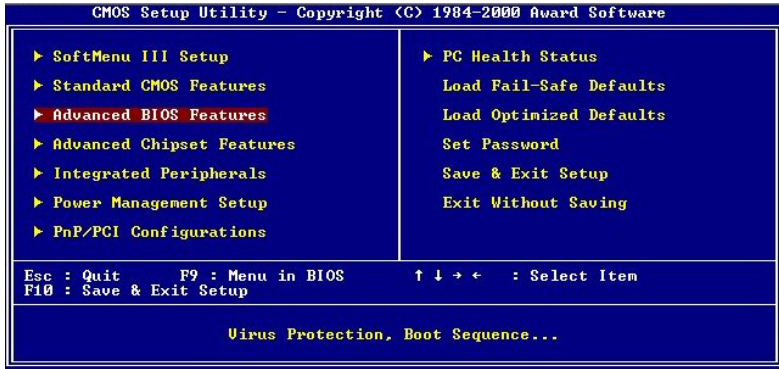 CMOS Setup Utility - Copyright (C) 1984-2000 Award Software
SoftMenu III Setup
Standard CMOS Features
Advanced BIOS Features
Advanced Chipset Features
Integrated Peripherals
Power Management Setup
PnP/PCI Configurations
PC Health Status
Load Fail-Safe Defaults
Load Optimized Defaults
Set Password
Save & Exit Setup
Exit Without Saving
Esc : Quit F9 : Menu in BIOS ↑ ↓ → ← : Select Item
F10 : Save & Exit Setup
Virus Protection, Boot Sequence...